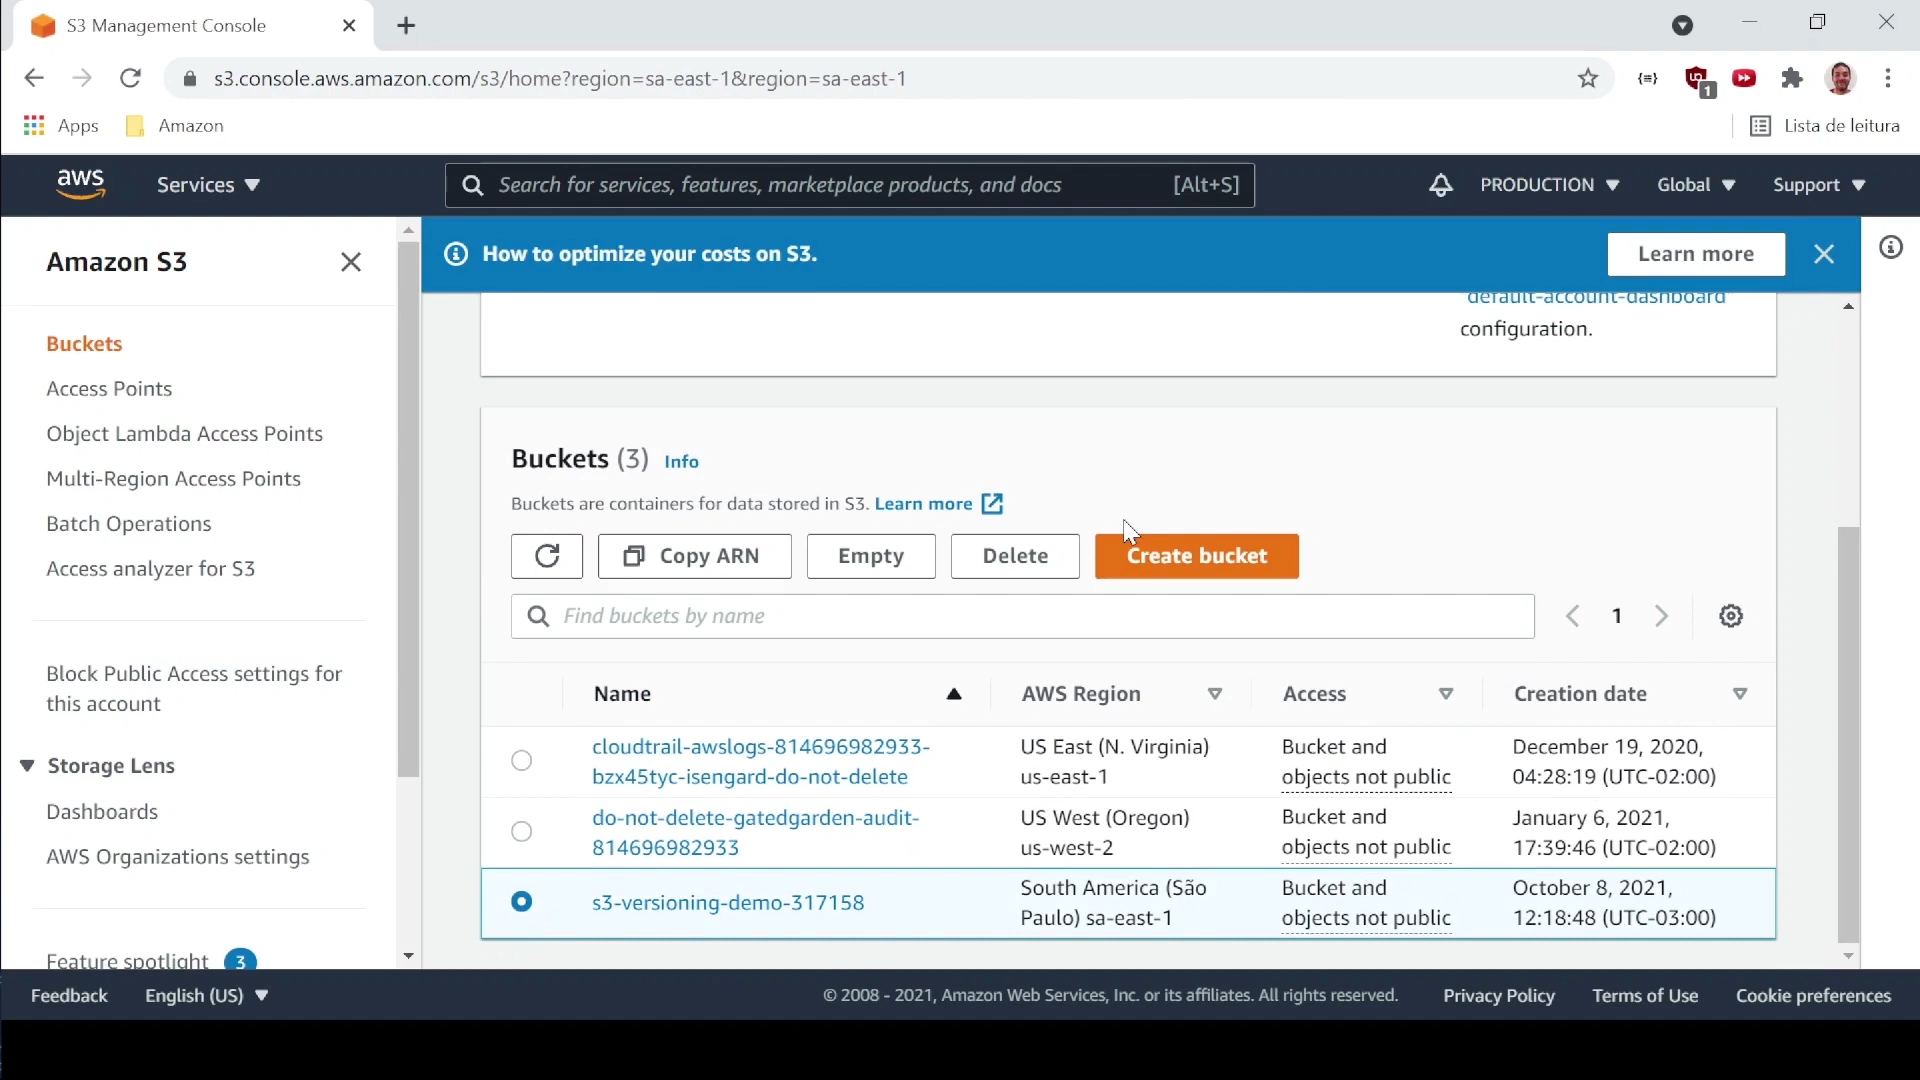 S3 Management Console
s3.console.aws.amazon.com/s3/home?region=sa-east-1&region=sa-east-1
1
Apps
Amazon
Lista de leitura
aws
Services
Search for services, features, marketplace products, and docs
[Alt+S]
PRODUCTION
Global
Support
Amazon S3
Buckets
Access Points
Object Lambda Access Points
Multi-Region Access Points
Batch Operations
Access analyzer for S3
Block Public Access settings for
this account
Storage Lens
Dashboards
AWS Organizations settings
Feature spotlight 3
How to optimize your costs on S3.
Learn more
default-account-dashboard
configuration.
Buckets (3) Info
Buckets are containers for data stored in S3. Learn more
Copy ARN
Empty
Delete
Create bucket
Find buckets by name
1
Name
AWS Region
Access
Creation date
cloudtrail-awslogs-814696982933-
bzx45tyc-isengard-do-not-delete
US East (N. Virginia)
us-east-1
Bucket and
objects not public
December 19, 2020,
04:28:19 (UTC-02:00)
do-not-delete-gatedgarden-audit-
814696982933
US West (Oregon)
us-west-2
Bucket and
objects not public
January 6, 2021,
17:39:46 (UTC-02:00)
s3-versioning-demo-317158
South America (São
Paulo) sa-east-1
Bucket and
objects not public
October 8, 2021,
12:18:48 (UTC-03:00)
Feedback
English (US)
© 2008 - 2021, Amazon Web Services, Inc. or its affiliates. All rights reserved.
Privacy Policy
Terms of Use
Cookie preferences